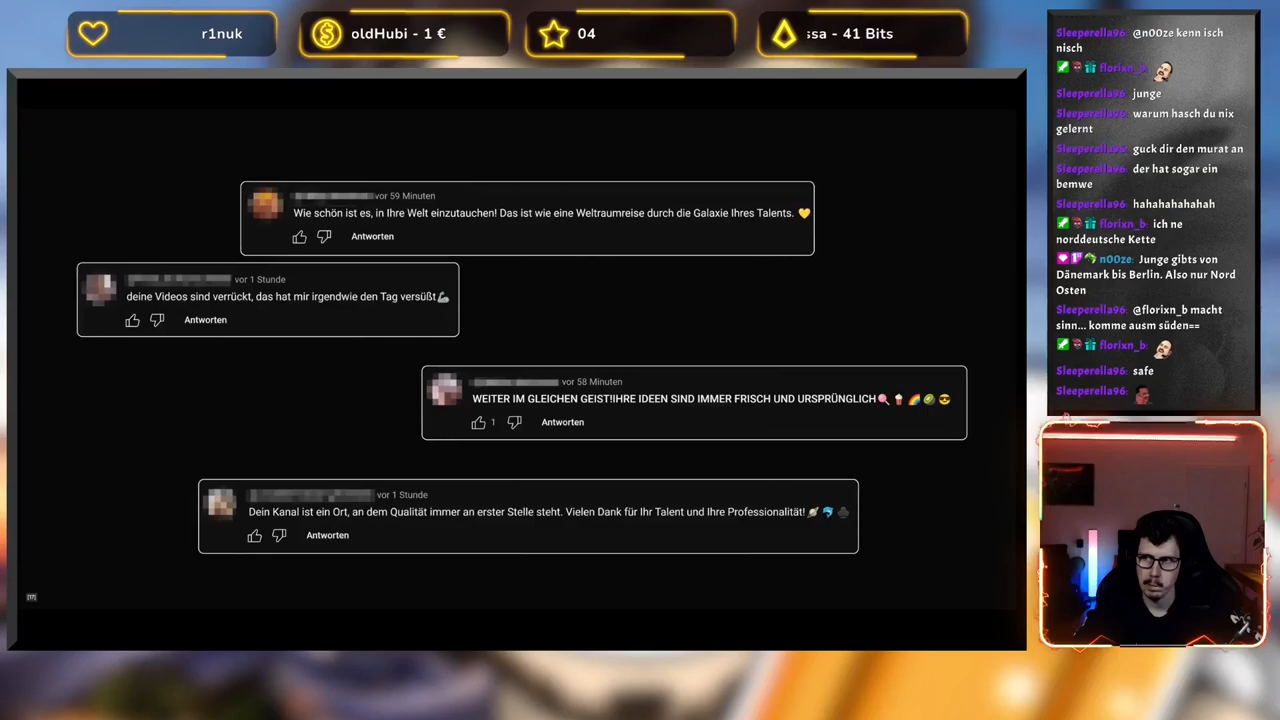 r1nuk
oldHubi - 1 €
04
ssa - 41 Bits
vor 59 Minuten
Wie schön ist es, in Ihre Welt einzutauchen! Das ist wie eine Weltraumreise durch die Galaxie Ihres Talents. 💛
Antworten
vor 1 Stunde
deine Videos sind verrückt, das hat mir irgendwie den Tag versüßt💪
Antworten
vor 58 Minuten
WEITER IM GLEICHEN GEIST!IHRE IDEEN SIND IMMER FRISCH UND URSPRÜNGLICH🍭🍿🌈🥝😎
1
Antworten
vor 1 Stunde
Dein Kanal ist ein Ort, an dem Qualität immer an erster Stelle steht. Vielen Dank für Ihr Talent und Ihre Professionalität!🪐🐬♣️
Antworten
[17]
Sleeperella96: @n00ze kenn isch
nisch
florixn_b:
Sleeperella96: junge
Sleeperella96: warum hasch du nix
gelernt
Sleeperella96: guck dir den murat an
Sleeperella96: der hat sogar ein
bemwe
Sleeperella96: hahahahahahah
florixn_b: ich ne
norddeutsche Kette
n00ze: Junge gibts von
Dänemark bis Berlin. Also nur Nord
Osten
Sleeperella96: @florixn_b macht
sinn... komme ausm süden==
florixn_b:
Sleeperella96: safe
Sleeperella96: